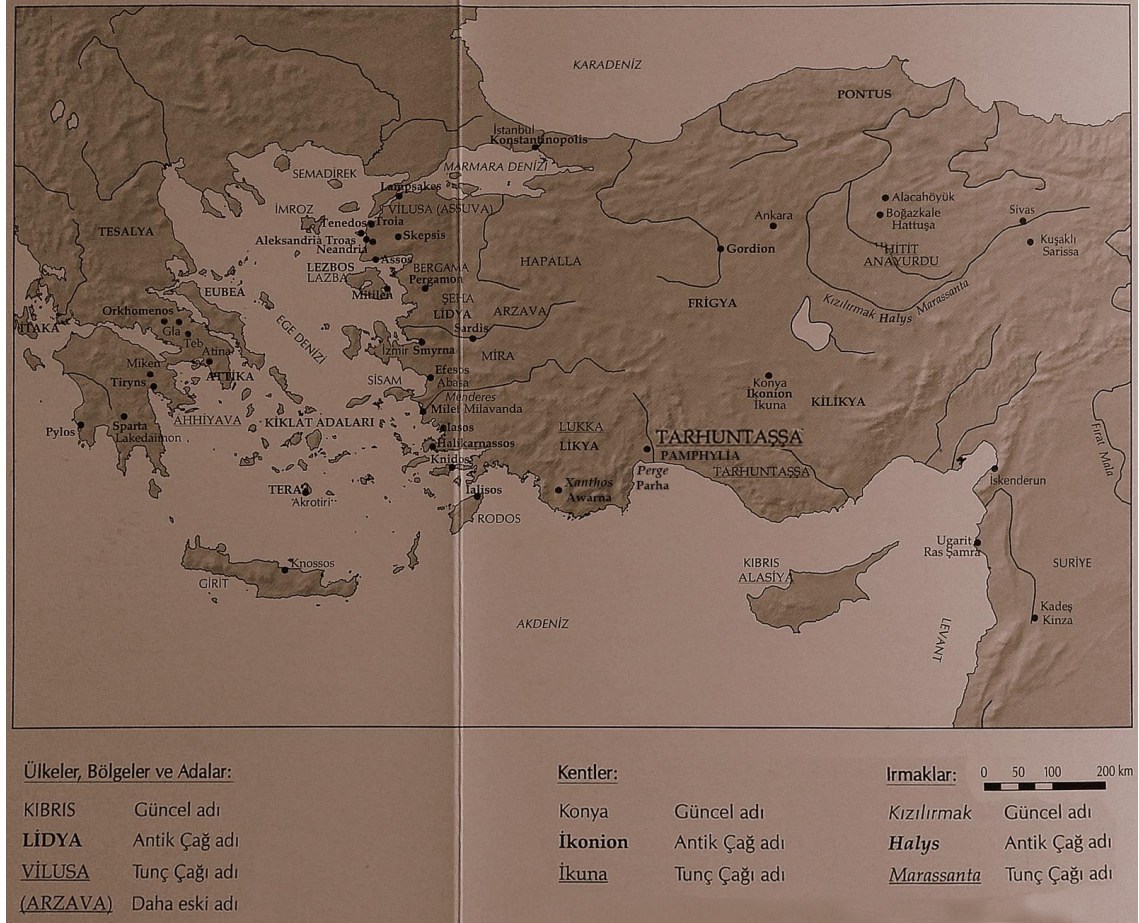 KARADENİZ
PONTUS
İstanbul
Konstantinopolis
MARMARA DENİZİ
SEMADİREK
Lampsakes
VİLUSA (ASSUVA)
İMROZ
Tenedos
Troia
Aleksandria Troas
Skepsis
Neandria
Assos
TESALYA
LEZBOS
LAZBA
BERGAMA
Pergamon
Mitilen
ŞEHA
LİDYA
ARZAVA
Sardis
HAPALLA
Ankara
Gordion
FRİGYA
Alacahöyük
Boğazkale
Hattuşa
HİTİT
ANAYURDU
Sivas
Kuşaklı
Sarissa
Kızılırmak Halys Marassanta
EUBEA
Orkhomenos
Gla
Teb
İTAKA
EGE DENİZİ
Atina
ATTİKA
Miken
Tiryns
İzmir Smyrna
MİRA
Efesos
Abasa
SİSAM
Menderes
Milet Milavanda
AHHİYAVA
KİKLAT ADALARI
Iasos
Halikarnassos
Pylos
Sparta
Lakedaimon
Knidos
TERA
Akrotiri
Ialisos
RODOS
LUKKA
LİKYA
Xanthos
Awarna
TARHUNTAŞŞA
PAMPHYLİA
TARHUNTAŞŞA
Perge
Parha
Konya
İkonion
İkuna
KİLİKYA
İskenderun
Fırat Mala
Ugarit
Ras Şamra
SURİYE
Kadeş
Kinza
KIBRIS
ALASİYA
LEVANT
Knossos
GİRİT
AKDENİZ
Ülkeler, Bölgeler ve Adalar:
KIBRIS Güncel adı
LİDYA Antik Çağ adı
VİLUSA Tunç Çağı adı
(ARZAVA) Daha eski adı
Kentler:
Konya Güncel adı
İkonion Antik Çağ adı
İkuna Tunç Çağı adı
Irmaklar:
0 50 100 200 km
Kızılırmak Güncel adı
Halys Antik Çağ adı
Marassanta Tunç Çağı adı